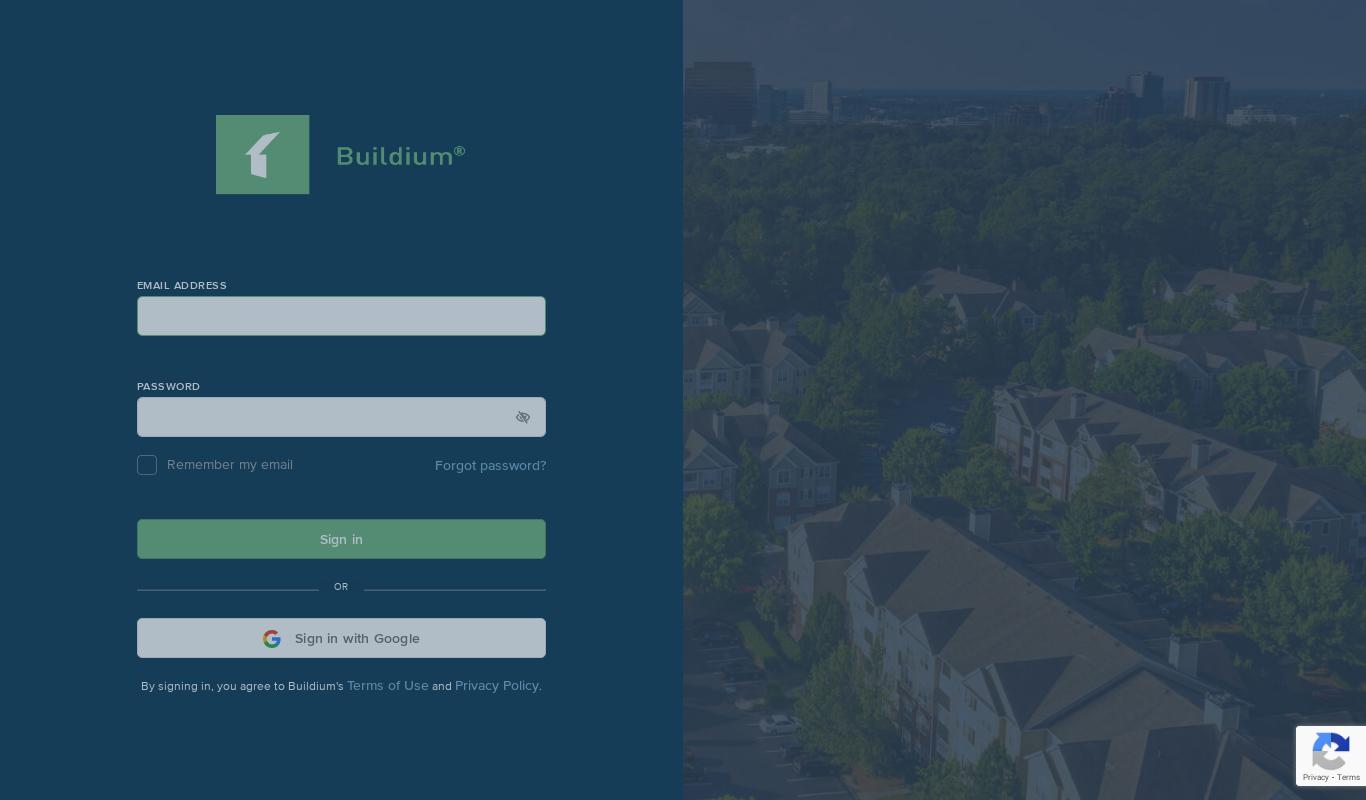 Buildium®
EMAIL ADDRESS
PASSWORD
Remember my email
Forgot password?
Sign in
OR
Sign in with Google
By signing in, you agree to Buildium's Terms of Use and Privacy Policy.
Privacy - Terms